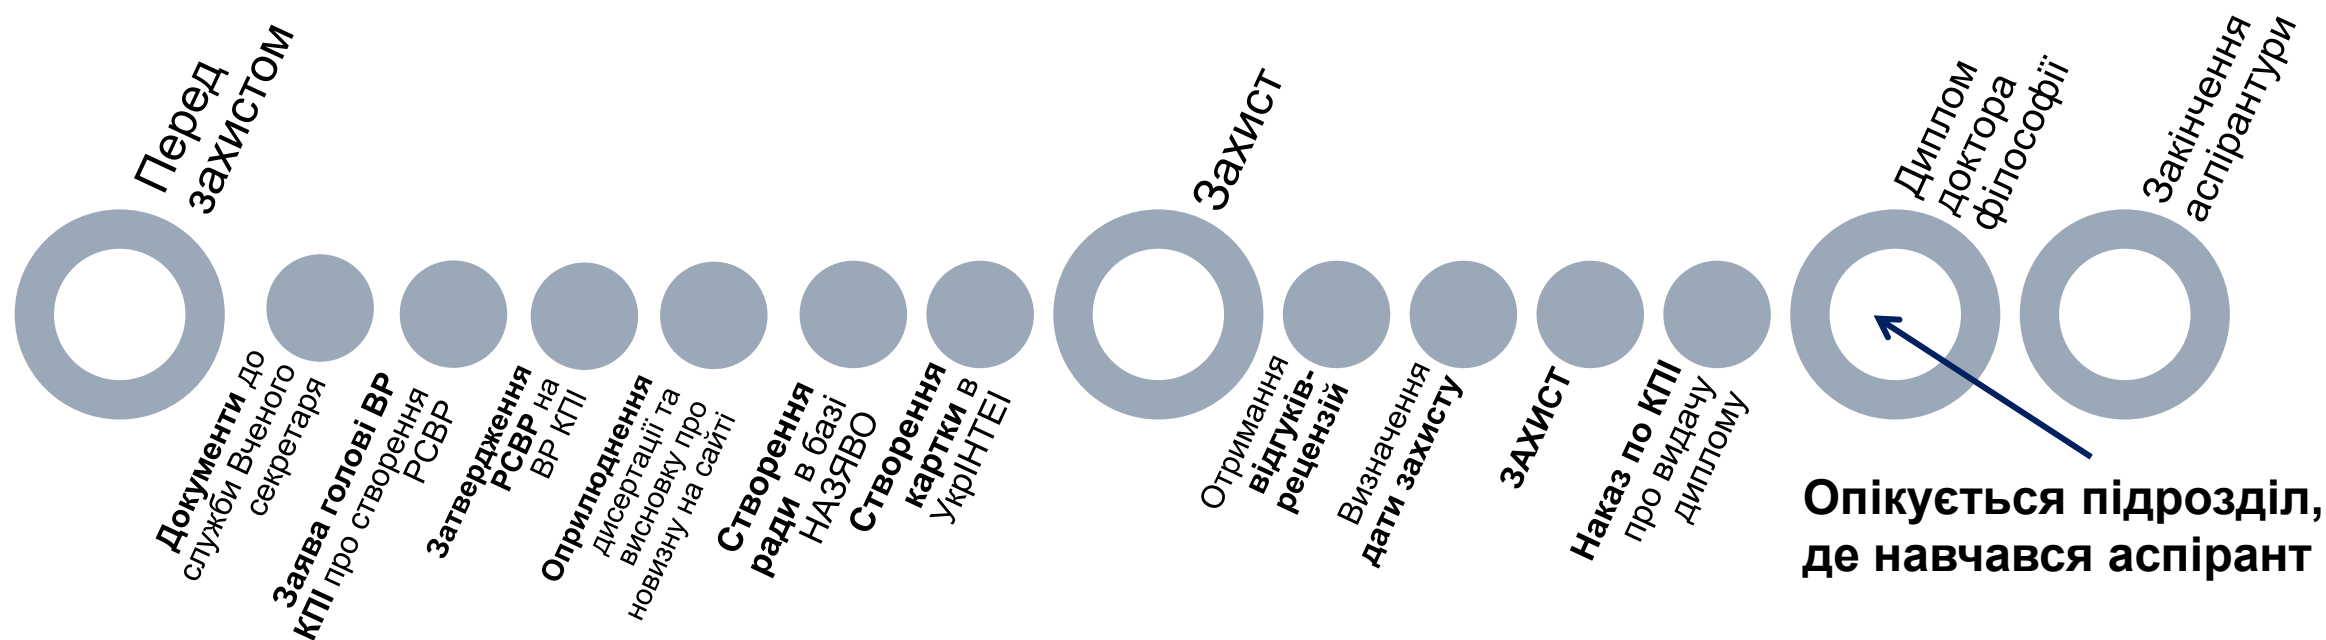 Перед
захистом
Документи до
служби Вченого
секретаря
Заява голові ВР
КПІ про створення
РСВР
Затвердження
РСВР на
ВР КПІ
Оприлюднення
дисертації та
висновку про
новизну на сайті
Створення
ради в базі
НАЗЯВО
Створення
картки в
УкрІНТЕІ
Захист
Отримання
відгуків-
рецензій
Визначення
дати захисту
ЗАХИСТ
Наказ по КПІ
про видачу
диплому
Диплом
доктора
філософії
Закінчення
аспірантури
Опікується підрозділ,
де навчався аспірант